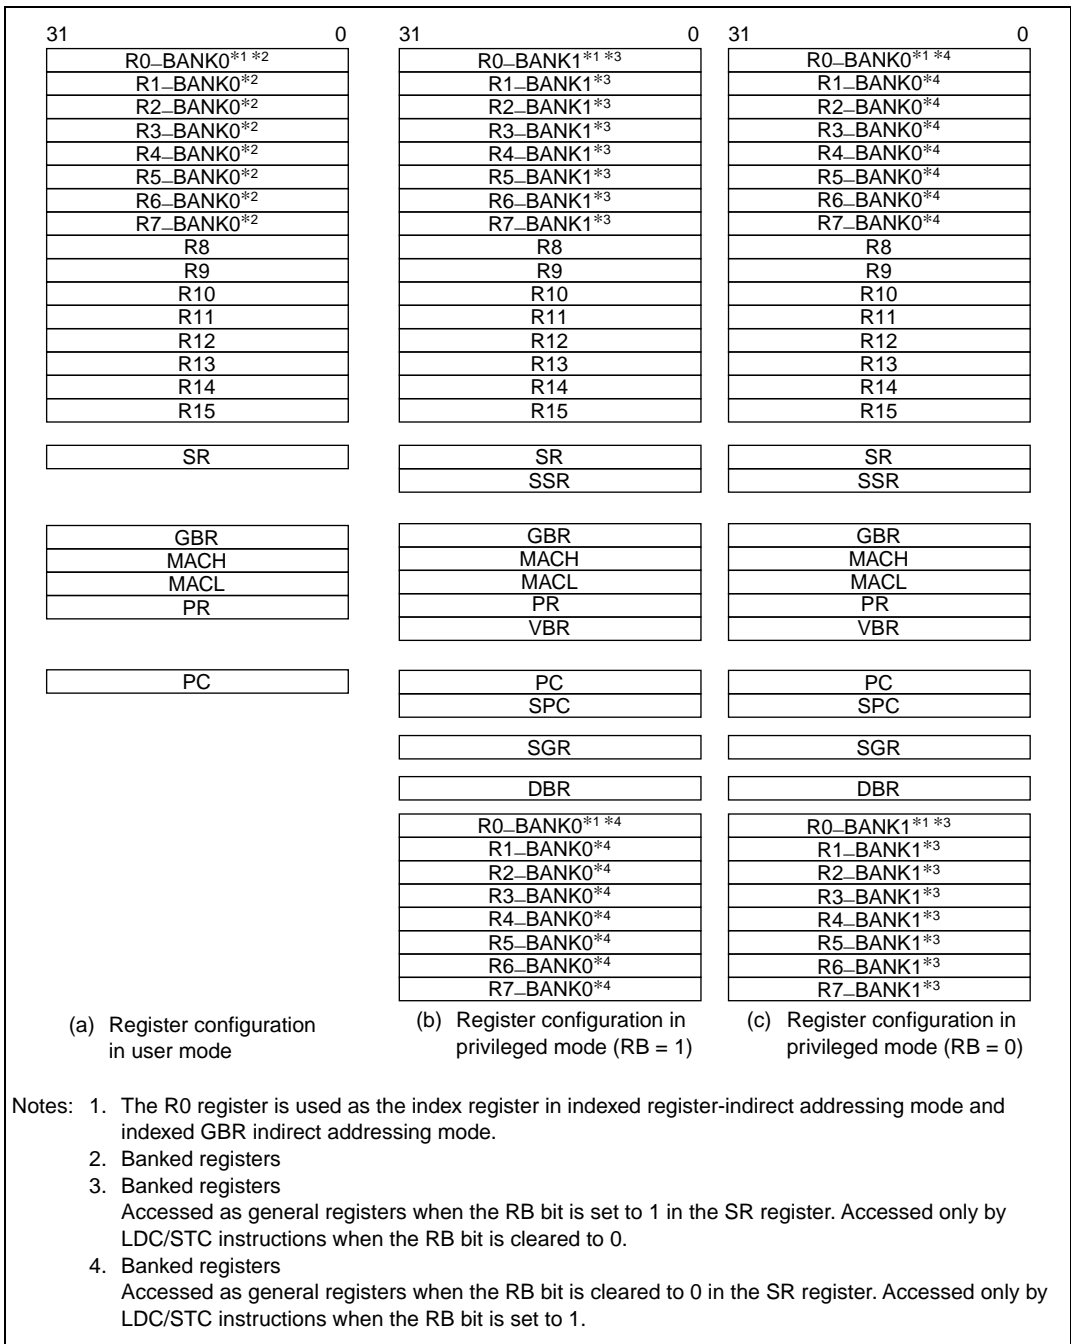 31 0 31 0 31 0
R0_BANK0*1 *2 R0_BANK1*1 *3 R0_BANK0*1 *4
R1_BANK0*2 R1_BANK1*3 R1_BANK0*4
R2_BANK0*2 R2_BANK1*3 R2_BANK0*4
R3_BANK0*2 R3_BANK1*3 R3_BANK0*4
R4_BANK0*2 R4_BANK1*3 R4_BANK0*4
R5_BANK0*2 R5_BANK1*3 R5_BANK0*4
R6_BANK0*2 R6_BANK1*3 R6_BANK0*4
R7_BANK0*2 R7_BANK1*3 R7_BANK0*4
R8 R8 R8
R9 R9 R9
R10 R10 R10
R11 R11 R11
R12 R12 R12
R13 R13 R13
R14 R14 R14
R15 R15 R15
SR SR SR
SSR SSR
GBR GBR GBR
MACH MACH MACH
MACL MACL MACL
PR PR PR
VBR VBR
PC PC PC
SPC SPC
SGR SGR
DBR DBR
R0_BANK0*1 *4 R0_BANK1*1 *3
R1_BANK0*4 R1_BANK1*3
R2_BANK0*4 R2_BANK1*3
R3_BANK0*4 R3_BANK1*3
R4_BANK0*4 R4_BANK1*3
R5_BANK0*4 R5_BANK1*3
R6_BANK0*4 R6_BANK1*3
R7_BANK0*4 R7_BANK1*3
(a) Register configuration
in user mode
(b) Register configuration in
privileged mode (RB = 1)
(c) Register configuration in
privileged mode (RB = 0)
Notes: 1. The R0 register is used as the index register in indexed register-indirect addressing mode and
indexed GBR indirect addressing mode.
2. Banked registers
3. Banked registers
Accessed as general registers when the RB bit is set to 1 in the SR register. Accessed only by
LDC/STC instructions when the RB bit is cleared to 0.
4. Banked registers
Accessed as general registers when the RB bit is cleared to 0 in the SR register. Accessed only by
LDC/STC instructions when the RB bit is set to 1.